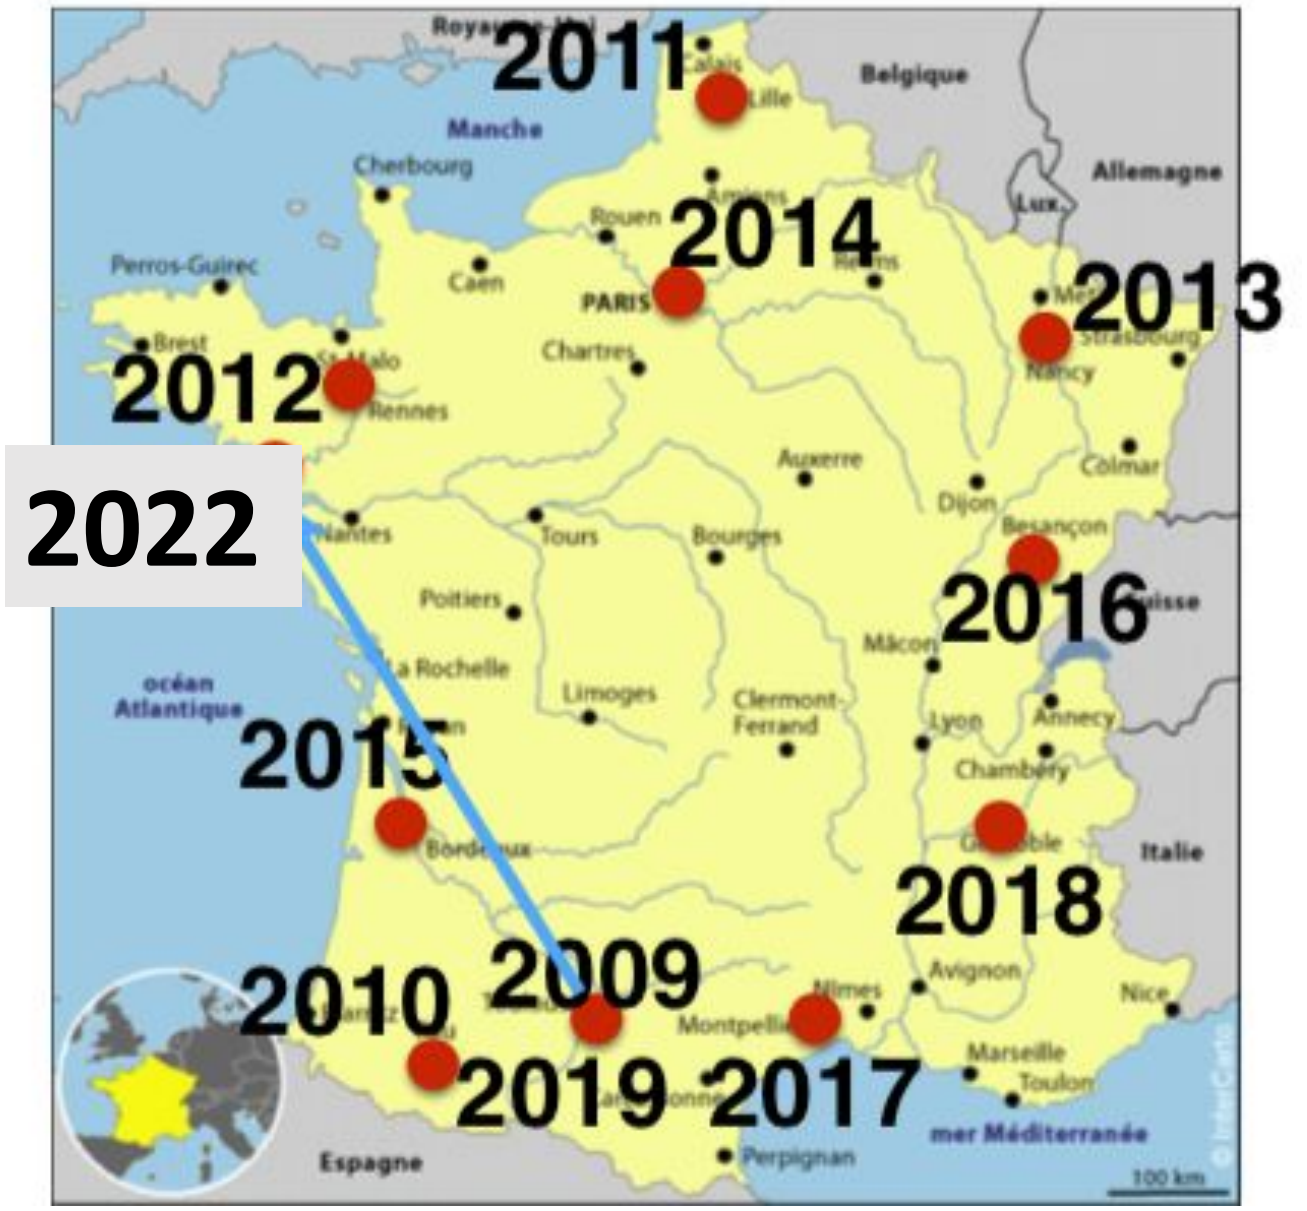 2011
Calais
Lille
Belgique
Manche
Allemagne
Cherbourg
Lux.
Amiens
Rouen
2014
Reims
Perros-Guirec
Caen
PARIS
2013
Strasbourg
Brest
St-Malo
Chartres
Nancy
2012
Rennes
Auxerre
Colmar
Dijon
2022
Nantes
Tours
Bourges
Besançon
2016
Poitiers
Mâcon
La Rochelle
océan
Atlantique
Limoges
Clermont-
Ferrand
Lyon
Annecy
2015
Chambéry
Bordeaux
Italie
2018
2009
Avignon
2010
Nîmes
Nice
Montpellie
2019
2017
Marseille
Toulon
mer Méditerranée
Espagne
Perpignan
100 km
© InterCarto